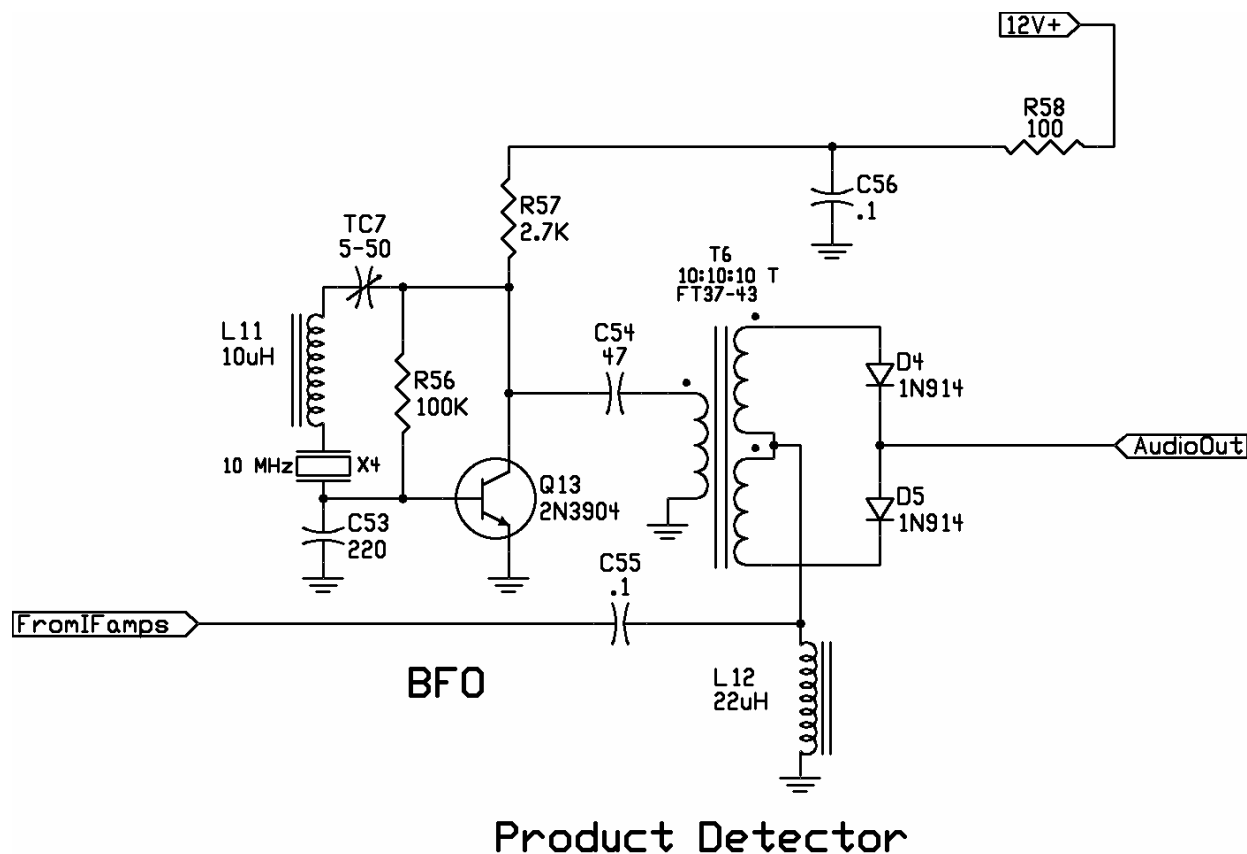 12V+
R58
100
C56
.1
R57
2.7K
TC7
5-50
T6
10:10:10 T
FT37-43
L11
10uH
C54
47
D4
1N914
R56
100K
AudioOut
10 MHz
X4
Q13
2N3904
D5
1N914
C53
220
C55
.1
FromIFamps
BFO
L12
22uH
Product Detector